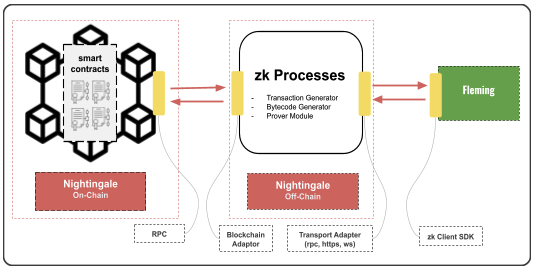 smart
contracts
zk Processes
- Transaction Generator
- Bytecode Generator
- Prover Module
Fleming
Nightingale
On-Chain
Nightingale
Off-Chain
RPC
Blockchain
Adaptor
Transport Adapter
(rpc, https, ws)
zk Client SDK